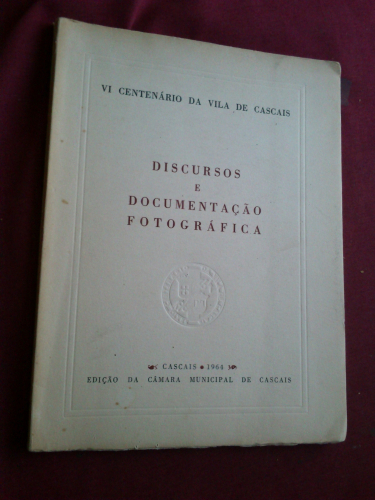 VI CENTENÁRIO DA VILA DE CASCAIS
DISCURSOS
E
DOCUMENTAÇÃO
FOTOGRÁFICA
CASCAIS • 1964
EDIÇÃO DA CÂMARA MUNICIPAL DE CASCAIS